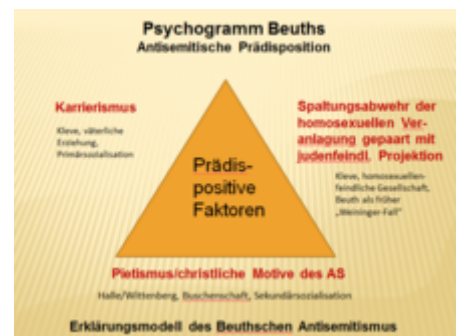 Psychogramm Beuths
Antisemitische Prädisposition
Karrierismus
Kleve, väterliche
Erziehung,
Primärsozialisation
Spaltungsabwehr der
homosexuellen Ver-
anlagung gepaart mit
judenfeindl. Projektion
Kleve, homosexuellen-
feindliche Gesellschaft,
Beuth als früher
„Weininger-Fall"
Prädis-
positive
Faktoren
Pietismus/christliche Motive des AS
Halle/Wittenberg, Buschenschaft, Sekundärsozialisation
Erklärungsmodell des Beuthschen Antisemitismus